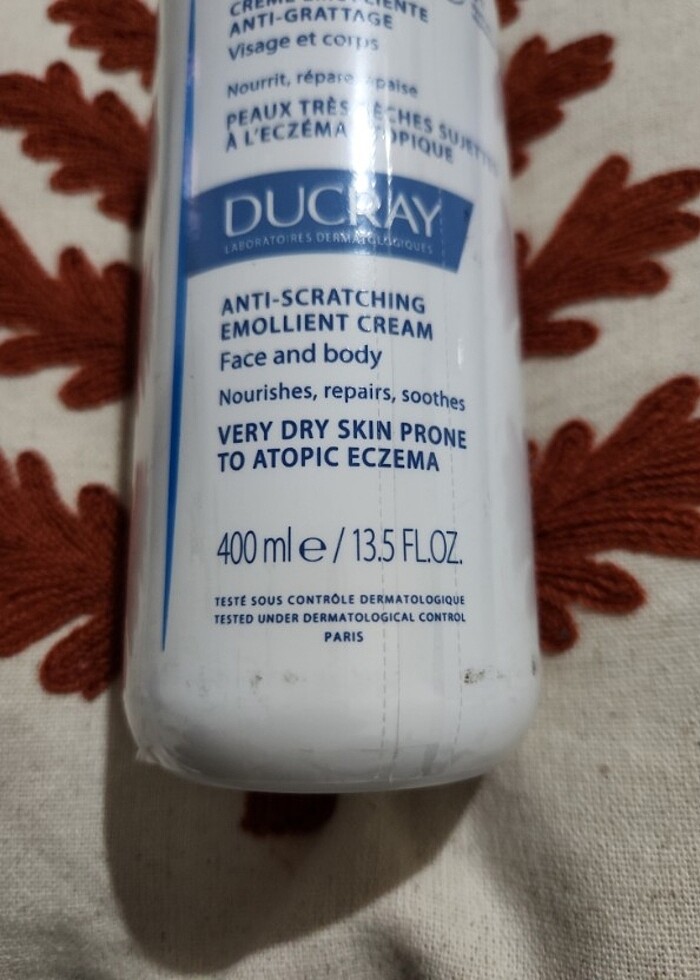 CRÈME ÉMOLLIENTE
ANTI-GRATTAGE
Visage et corps
Nourrit, répare, apaise
PEAUX TRÈS SÈCHES SUJETTES
À L'ECZÉMA ATOPIQUE
DUCRAY
LABORATOIRES DERMATOLOGIQUES
ANTI-SCRATCHING
EMOLLIENT CREAM
Face and body
Nourishes, repairs, soothes
VERY DRY SKIN PRONE
TO ATOPIC ECZEMA
400 ml e / 13.5 FL.OZ.
TESTÉ SOUS CONTRÔLE DERMATOLOGIQUE
TESTED UNDER DERMATOLOGICAL CONTROL
PARIS